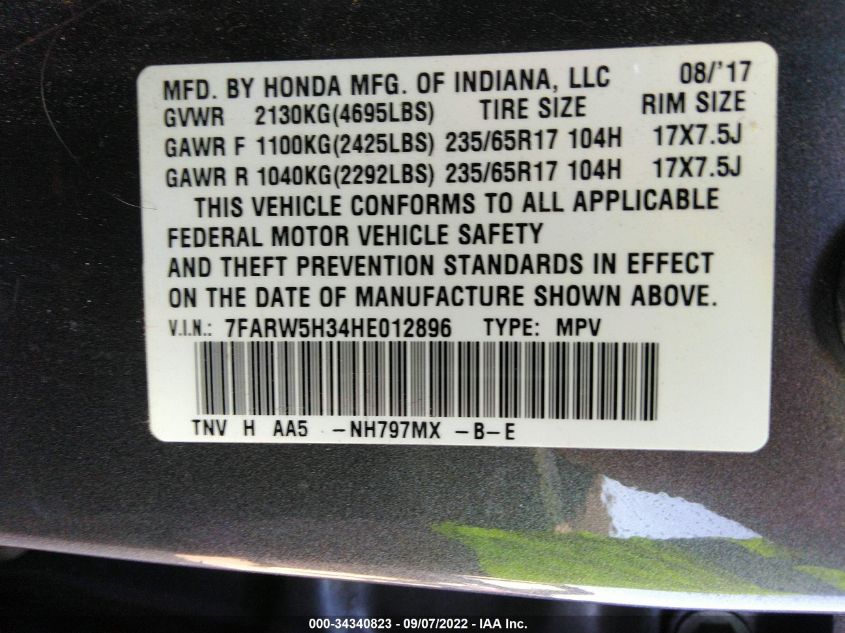 MFD. BY HONDA MFG. OF INDIANA, LLC 08/'17
GVWR 2130KG(4695LBS) TIRE SIZE RIM SIZE
GAWR F 1100KG(2425LBS) 235/65R17 104H 17X7.5J
GAWR R 1040KG(2292LBS) 235/65R17 104H 17X7.5J
THIS VEHICLE CONFORMS TO ALL APPLICABLE
FEDERAL MOTOR VEHICLE SAFETY
AND THEFT PREVENTION STANDARDS IN EFFECT
ON THE DATE OF MANUFACTURE SHOWN ABOVE.
V.I.N.: 7FARW5H34HE012896 TYPE: MPV
TNV H AA5 -NH797MX -B-E
000-34340823 - 09/07/2022 - IAA Inc.